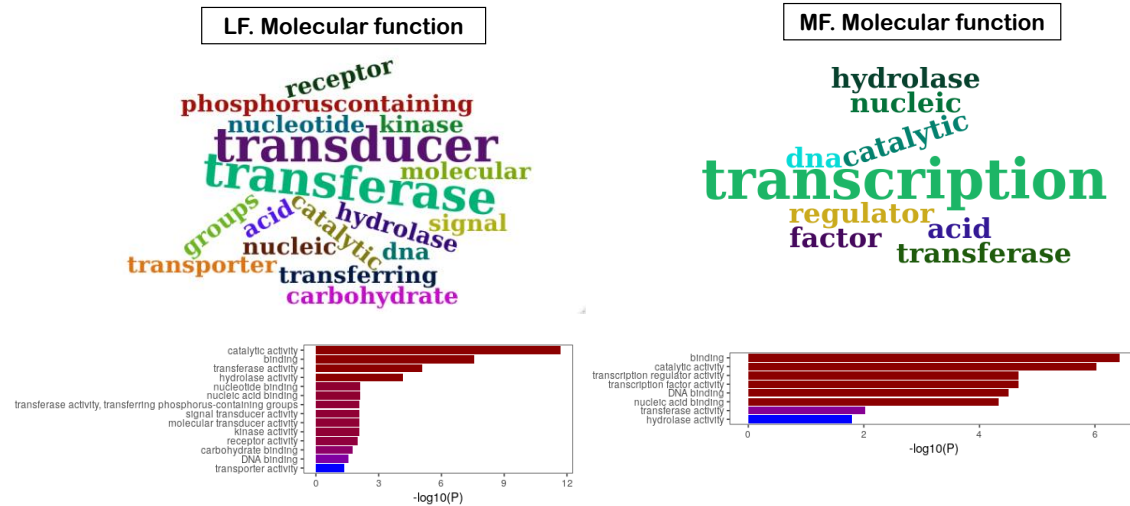 LF. Molecular function
receptor
phosphoruscontaining
nucleotide kinase
transducer
transferase
molecular
groups
acid
catalytic
hydrolase
signal
nucleic
dna
transporter
transferring
carbohydrate
catalytic activity
binding
transferase activity
hydrolase activity
nucleotide binding
nucleic acid binding
transferase activity, transferring phosphorus-containing groups
signal transducer activity
molecular transducer activity
kinase activity
receptor activity
carbohydrate binding
DNA binding
transporter activity
0 3 6 9 12
-log10(P)
MF. Molecular function
hydrolase
nucleic
catalytic
dna
transcription
regulator
acid
factor
transferase
binding
catalytic activity
transcription regulator activity
transcription factor activity
DNA binding
nucleic acid binding
transferase activity
hydrolase activity
0 2 4 6
-log10(P)